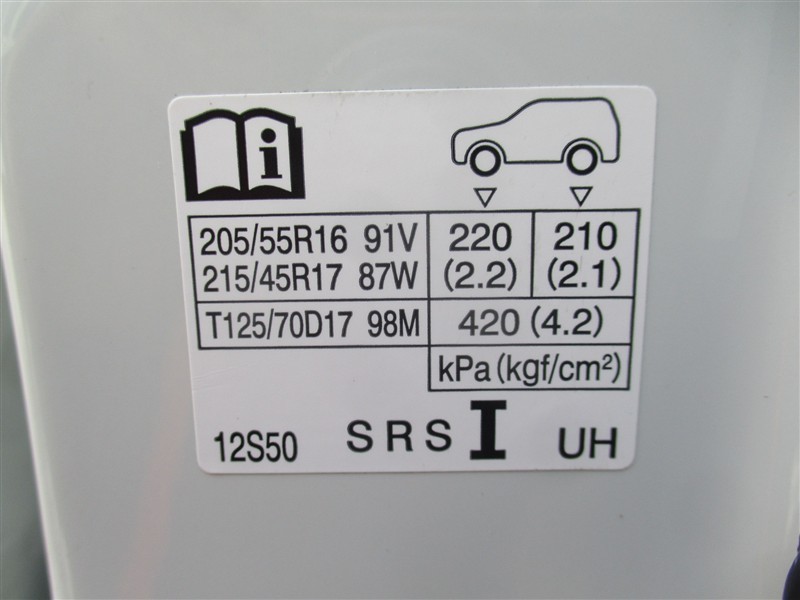 i
205/55R16 91V 220 210
215/45R17 87W (2.2) (2.1)
T125/70D17 98M 420 (4.2)
kPa (kgf/cm²)
12S50 SRS I UH